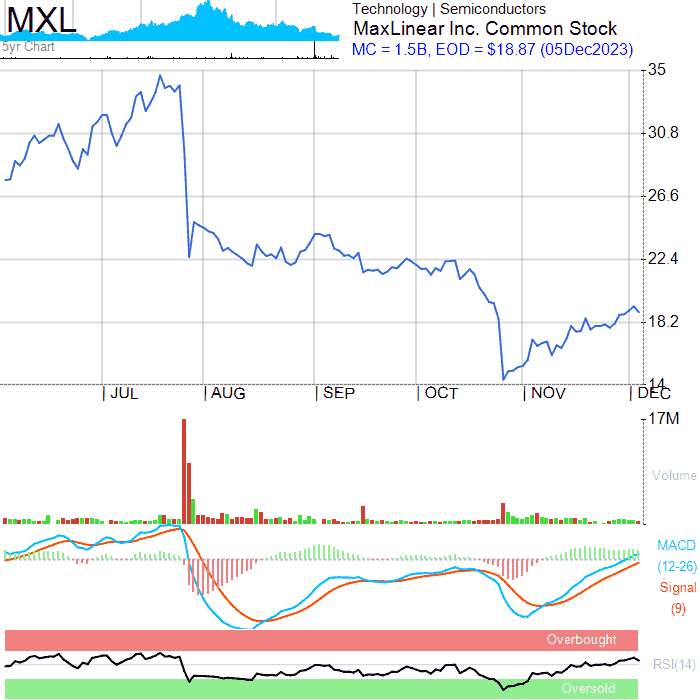 MXL
5yr Chart
Technology | Semiconductors
MaxLinear Inc. Common Stock
MC = 1.5B, EOD = $18.87 (05Dec2023)
35
30.8
26.6
22.4
18.2
14
JUL
AUG
SEP
OCT
NOV
DEC
17M
Volume
MACD
(12-26)
Signal
(9)
Overbought
RSI(14)
Oversold